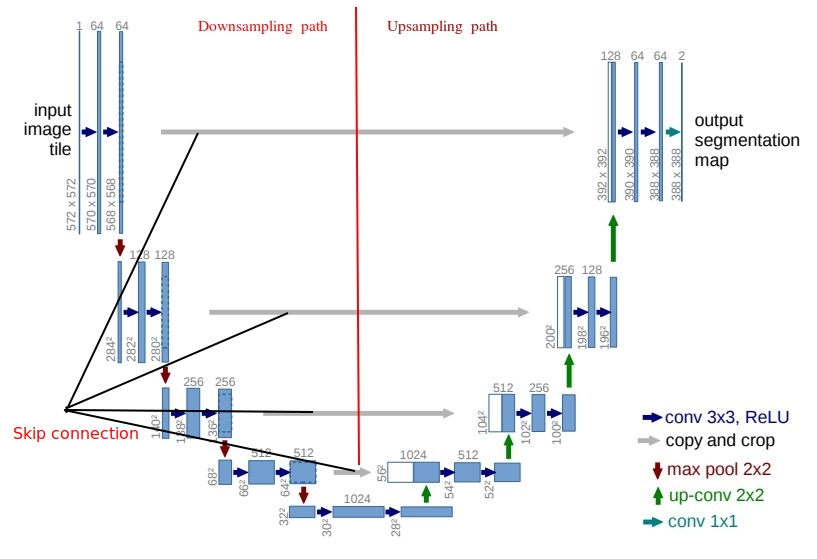 Downsampling path
Upsampling path
1 64 64
128 64 64 2
input
image
tile
output
segmentation
map
572 x 572
570 x 570
568 x 568
392 x 392
390 x 390
388 x 388
388 x 388
128 128
256 128
284²
282²
280²
200²
198²
196²
256 256
512 256
104²
102²
100²
Skip connection
512 512
1024 512
68²
66²
64²
56²
54²
52²
1024
32²
30²
28²
conv 3x3, ReLU
copy and crop
max pool 2x2
up-conv 2x2
conv 1x1